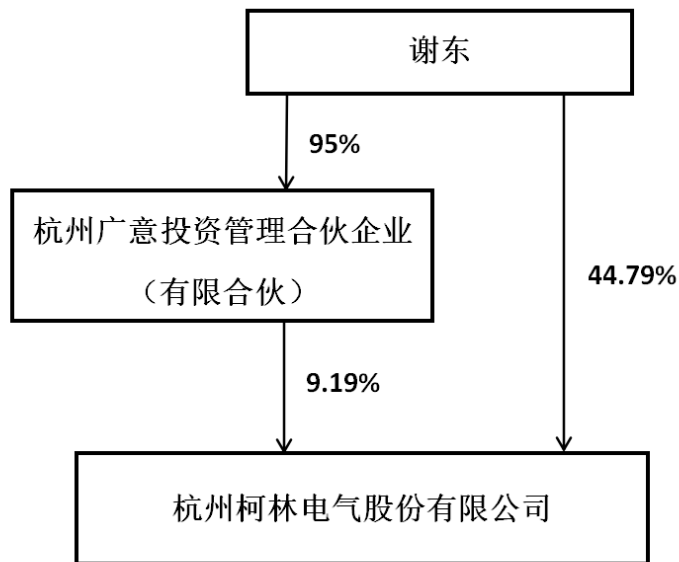 谢东
95%
杭州广意投资管理合伙企业
（有限合伙）
44.79%
9.19%
杭州柯林电气股份有限公司